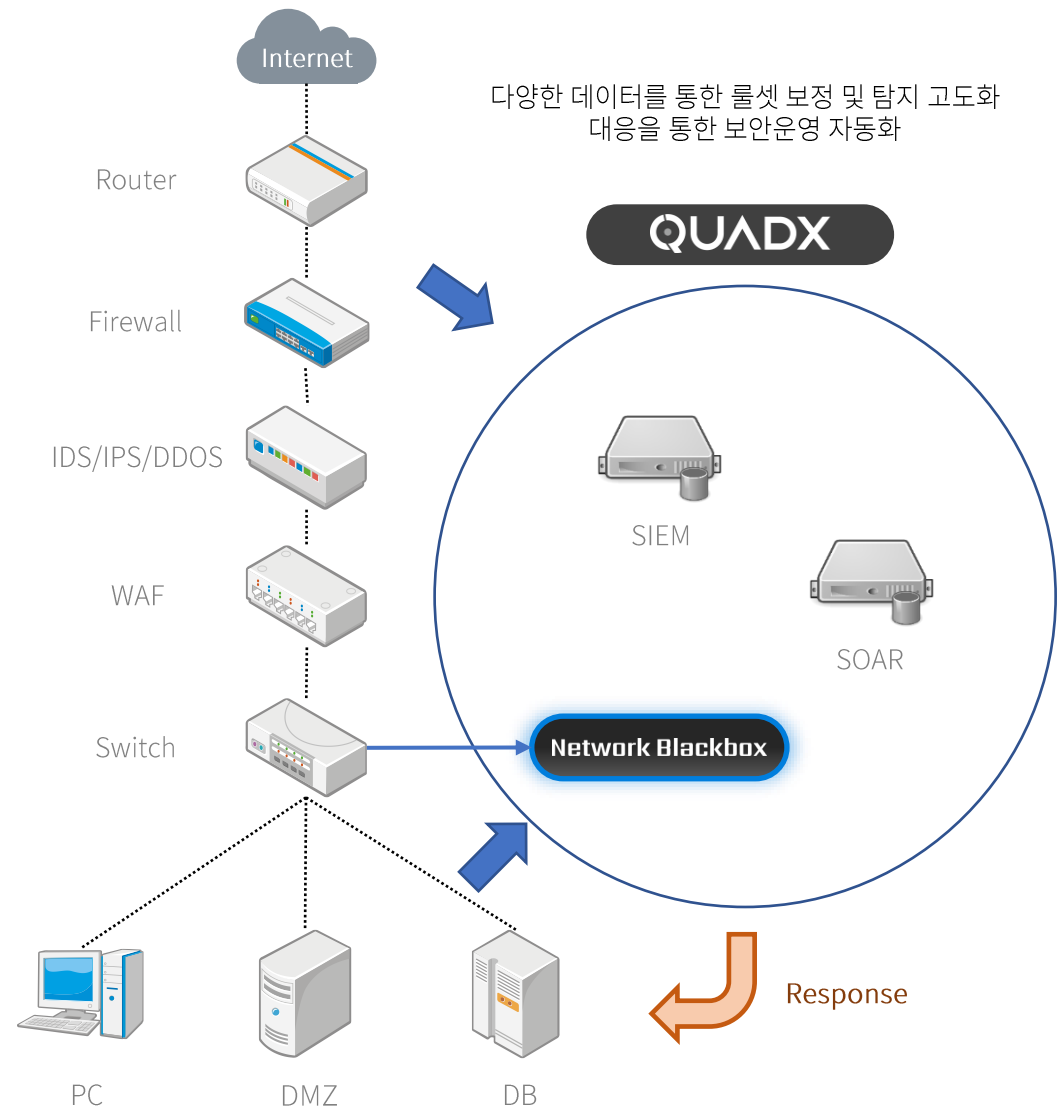 Internet
다양한 데이터를 통한 룰셋 보정 및 탐지 고도화
대응을 통한 보안운영 자동화
Router
QUADX
Firewall
IDS/IPS/DDOS
SIEM
WAF
SOAR
Switch
Network Blackbox
Response
PC
DMZ
DB